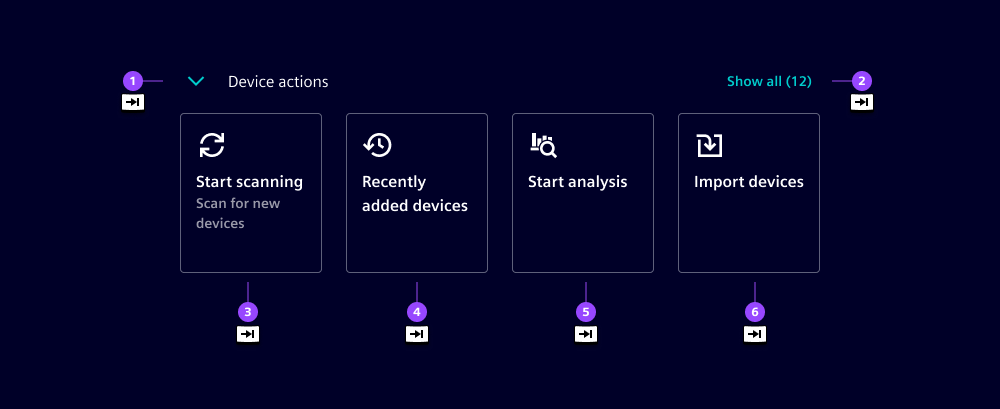 1
Device actions
Show all (12)
2
Start scanning
Scan for new
devices
Recently
added devices
Start analysis
Import devices
3
4
5
6